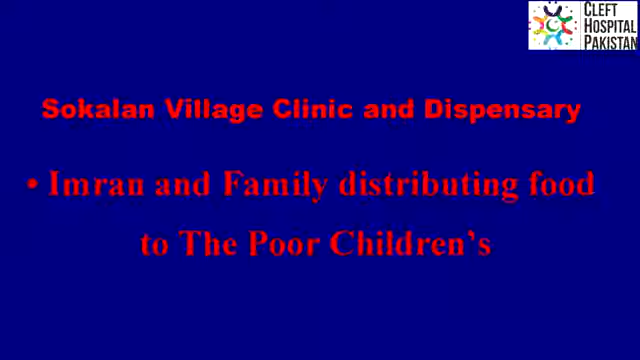 CLEFT
HOSPITAL
PAKISTAN
Sokalan Village Clinic and Dispensary
• Imran and Family distributing food
to The Poor Children's